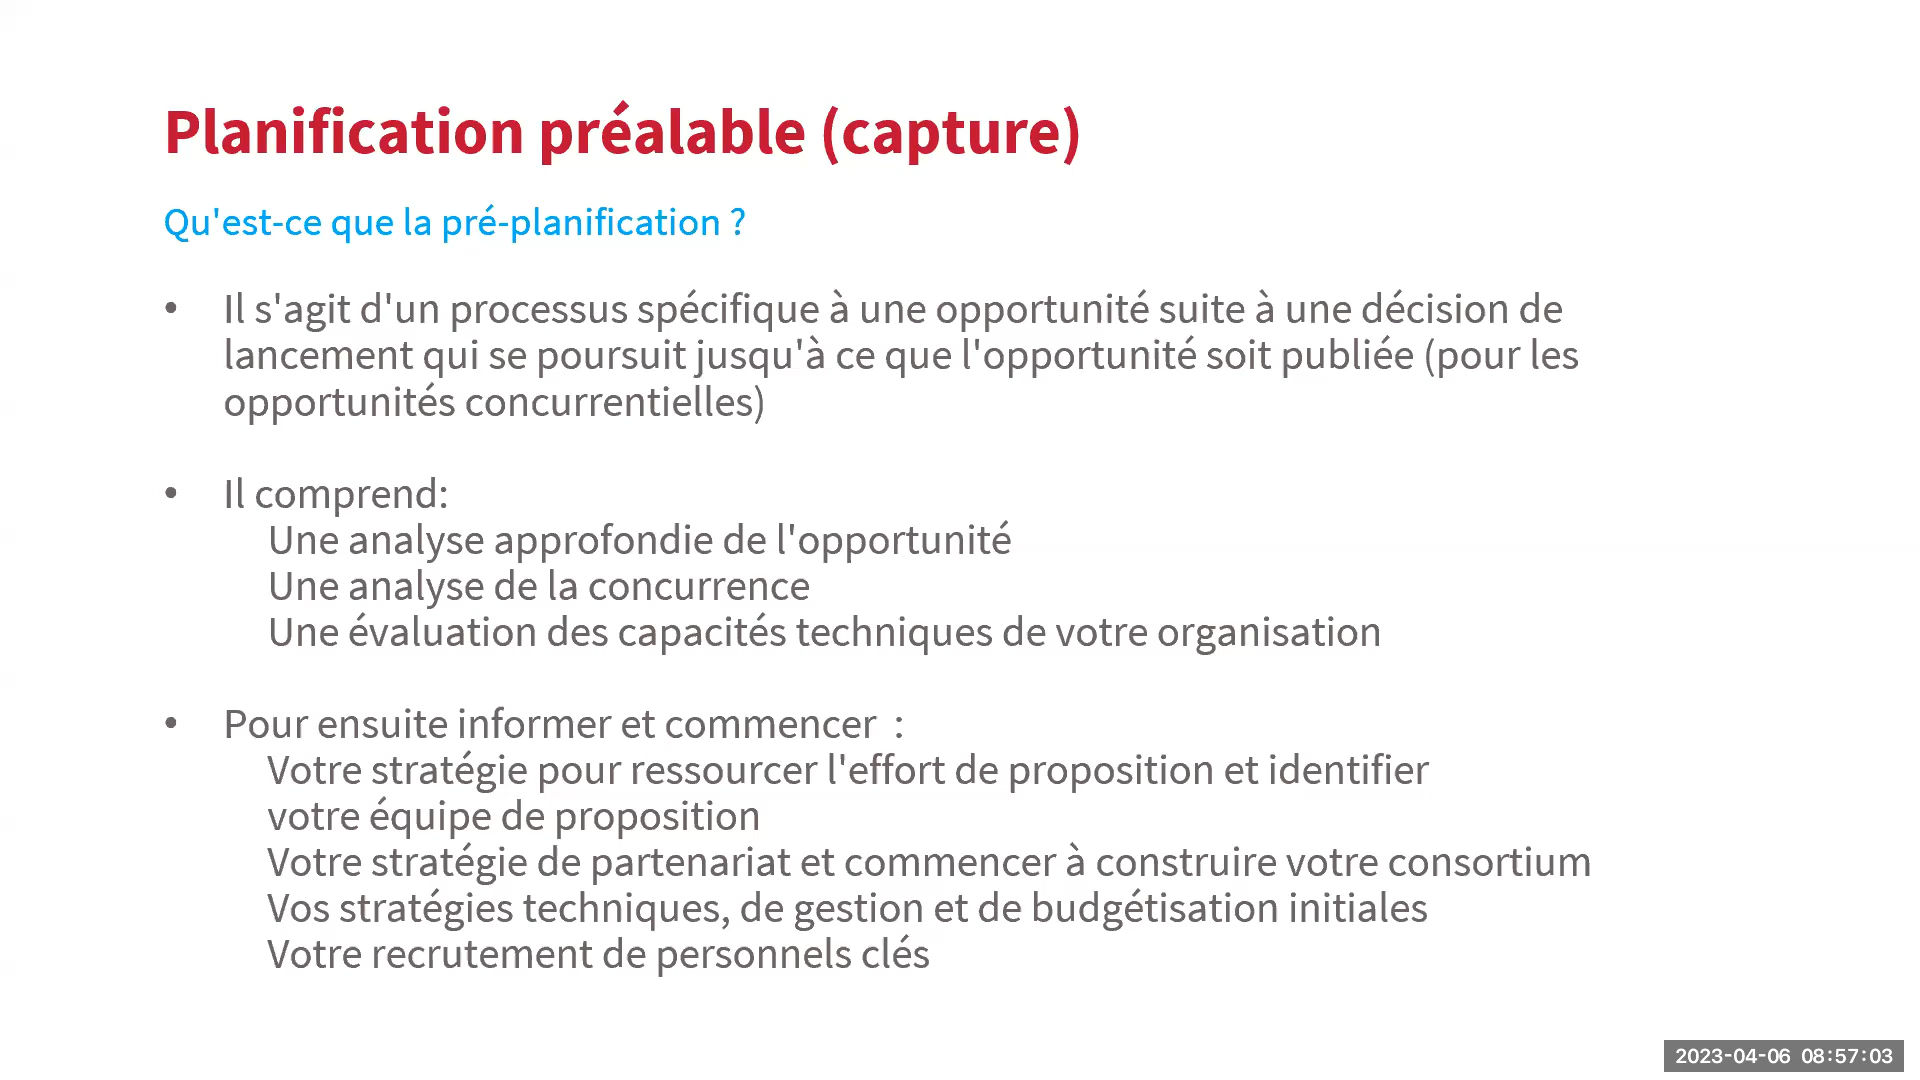 Planification préalable (capture)
Qu'est-ce que la pré-planification ?
• Il s'agit d'un processus spécifique à une opportunité suite à une décision de
lancement qui se poursuit jusqu'à ce que l'opportunité soit publiée (pour les
opportunités concurrentielles)
• Il comprend:
Une analyse approfondie de l'opportunité
Une analyse de la concurrence
Une évaluation des capacités techniques de votre organisation
• Pour ensuite informer et commencer  :
Votre stratégie pour ressourcer l'effort de proposition et identifier
votre équipe de proposition
Votre stratégie de partenariat et commencer à construire votre consortium
Vos stratégies techniques, de gestion et de budgétisation initiales
Votre recrutement de personnels clés
2023-04-06 08:57:03